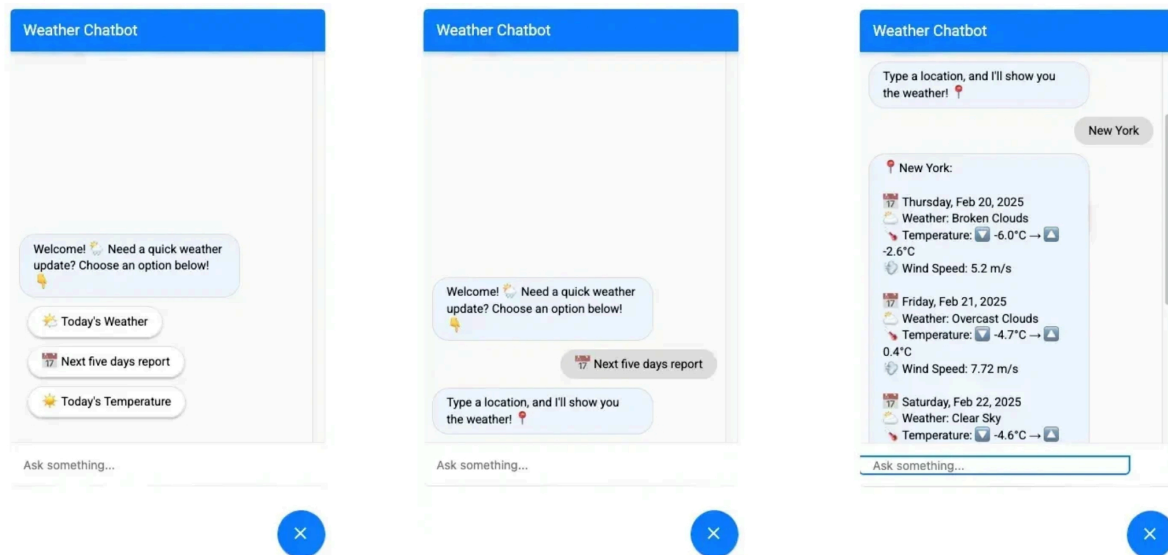 Weather Chatbot
Welcome! 🌦️ Need a quick weather
update? Choose an option below!
👇
🌤️ Today's Weather
📅 Next five days report
☀️ Today's Temperature
Ask something...
Weather Chatbot
Welcome! 🌦️ Need a quick weather
update? Choose an option below!
👇
📅 Next five days report
Type a location, and I'll show you
the weather! 📍
Ask something...
Weather Chatbot
Type a location, and I'll show you
the weather! 📍
New York
📍 New York:
📅 Thursday, Feb 20, 2025
🌥️ Weather: Broken Clouds
🌡️ Temperature: 🔽 -6.0°C → 🔼
-2.6°C
💨 Wind Speed: 5.2 m/s
📅 Friday, Feb 21, 2025
🌥️ Weather: Overcast Clouds
🌡️ Temperature: 🔽 -4.7°C → 🔼
0.4°C
💨 Wind Speed: 7.72 m/s
📅 Saturday, Feb 22, 2025
🌥️ Weather: Clear Sky
🌡️ Temperature: 🔽 -4.6°C → 🔼
Ask something...